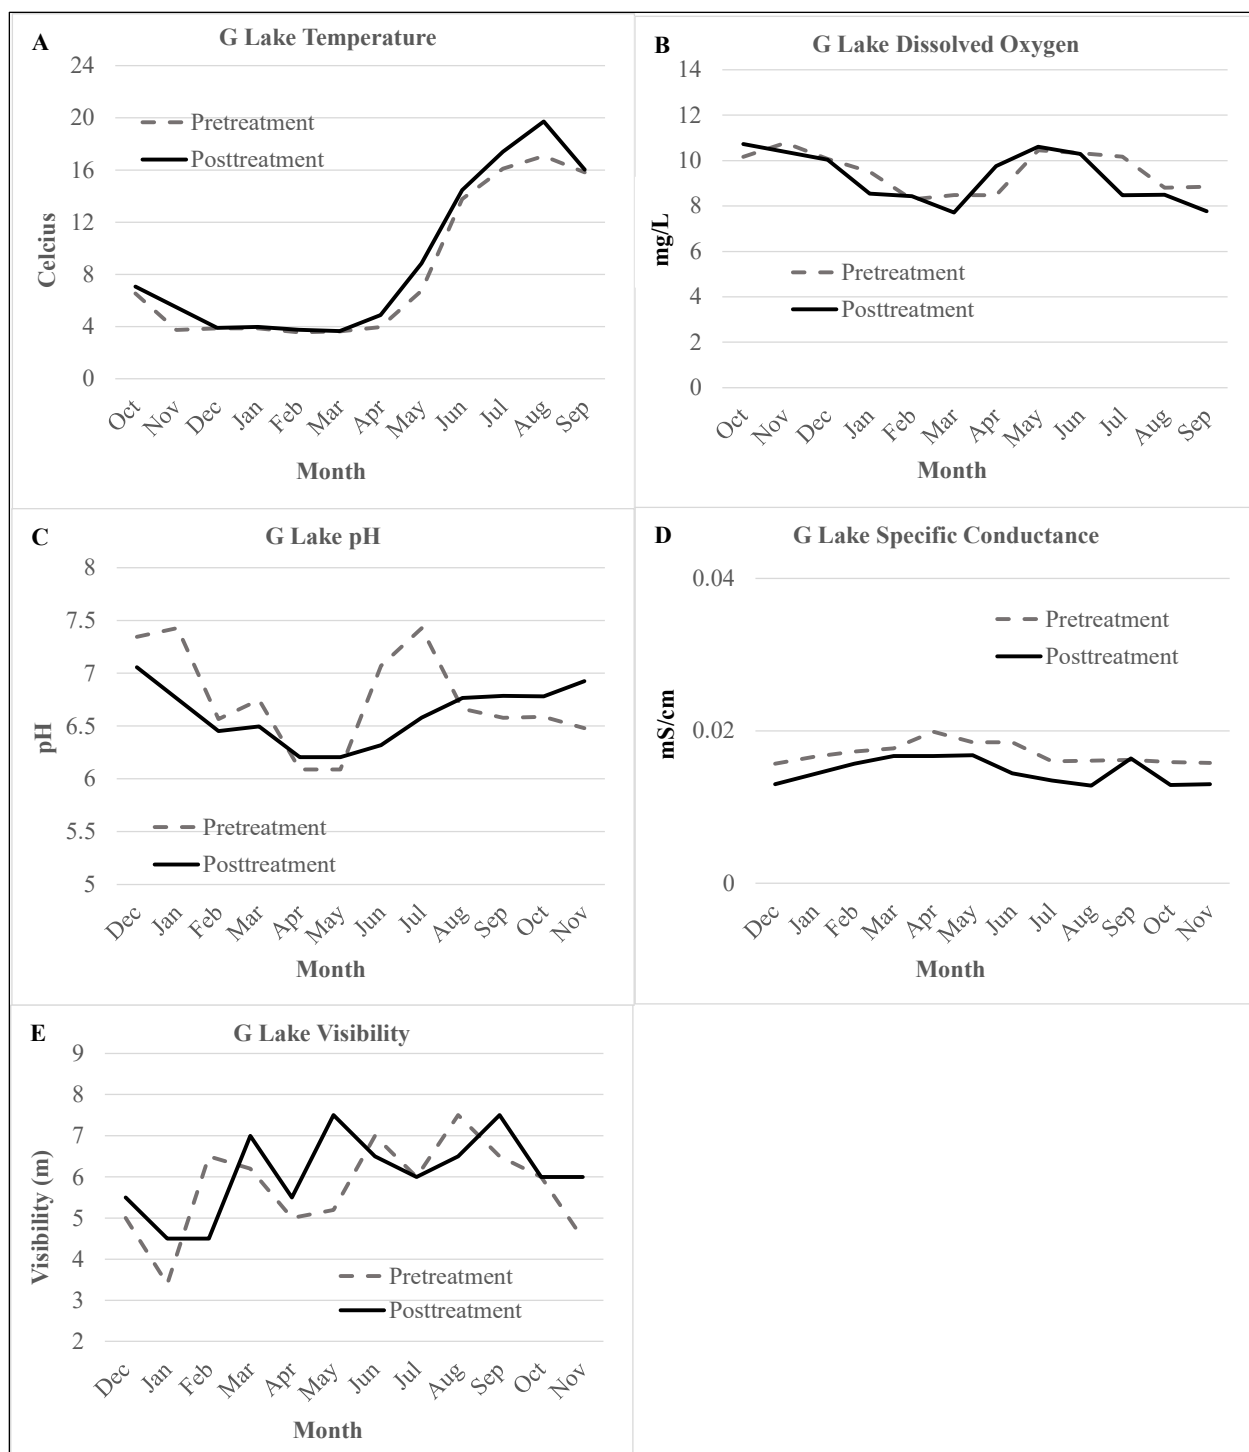 A
G Lake Temperature
24
20
16
12
8
4
0
Celcius
Pretreatment
Posttreatment
Oct
Nov
Dec
Jan
Feb
Mar
Apr
May
Jun
Jul
Aug
Sep
Month
B
G Lake Dissolved Oxygen
14
12
10
8
6
4
2
0
mg/L
Pretreatment
Posttreatment
Oct
Nov
Dec
Jan
Feb
Mar
Apr
May
Jun
Jul
Aug
Sep
Month
C
G Lake pH
8
7.5
7
6.5
6
5.5
5
pH
Pretreatment
Posttreatment
Dec
Jan
Feb
Mar
Apr
May
Jun
Jul
Aug
Sep
Oct
Nov
Month
D
G Lake Specific Conductance
0.04
0.02
0
mS/cm
Pretreatment
Posttreatment
Dec
Jan
Feb
Mar
Apr
May
Jun
Jul
Aug
Sep
Oct
Nov
Month
E
G Lake Visibility
9
8
7
6
5
4
3
2
Visibility (m)
Pretreatment
Posttreatment
Dec
Jan
Feb
Mar
Apr
May
Jun
Jul
Aug
Sep
Oct
Nov
Month